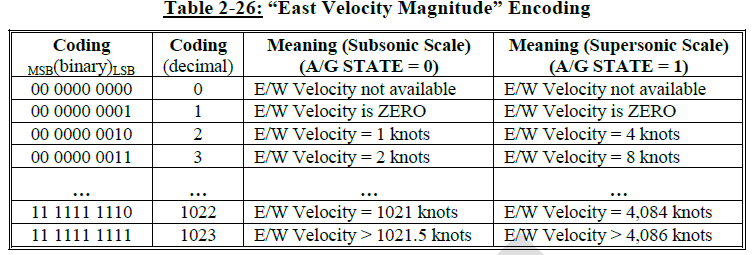 Table 2-26: “East Velocity Magnitude” Encoding
Coding Coding Meaning (Subsonic Scale) Meaning (Supersonic Scale)
MSB(binary)LSB (decimal) (A/G STATE = 0) (A/G STATE = 1)
00 0000 0000 0 E/W Velocity not available E/W Velocity not available
00 0000 0001 1 E/W Velocity is ZERO E/W Velocity is ZERO
00 0000 0010 2 E/W Velocity = 1 knots E/W Velocity = 4 knots
00 0000 0011 3 E/W Velocity = 2 knots E/W Velocity = 8 knots
... ... ... ...
11 1111 1110 1022 E/W Velocity = 1021 knots E/W Velocity = 4,084 knots
11 1111 1111 1023 E/W Velocity > 1021.5 knots E/W Velocity > 4,086 knots